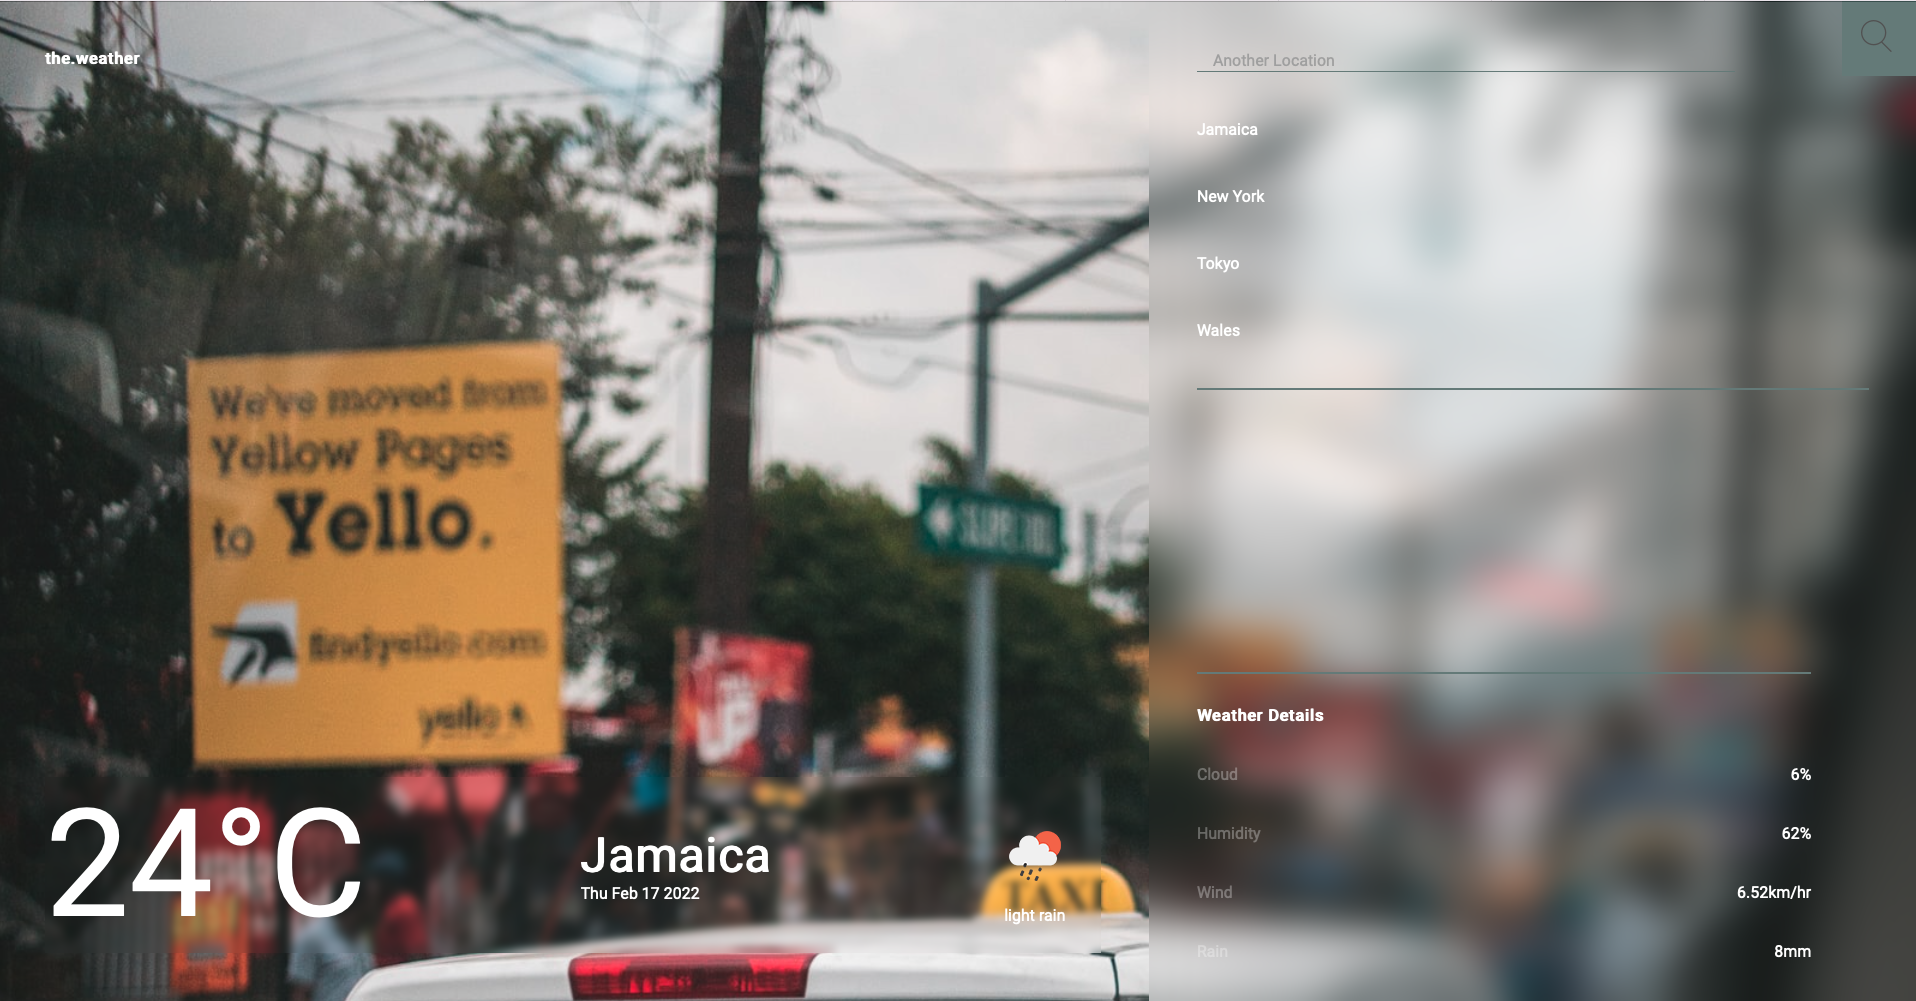 the.weather
Another Location
Jamaica
New York
Tokyo
Wales
We've moved from
Yellow Pages
to Yello.
findyello.com
yello
TAXI
24°C
Jamaica
Thu Feb 17 2022
light rain
Weather Details
Cloud 6%
Humidity 62%
Wind 6.52km/hr
Rain 8mm